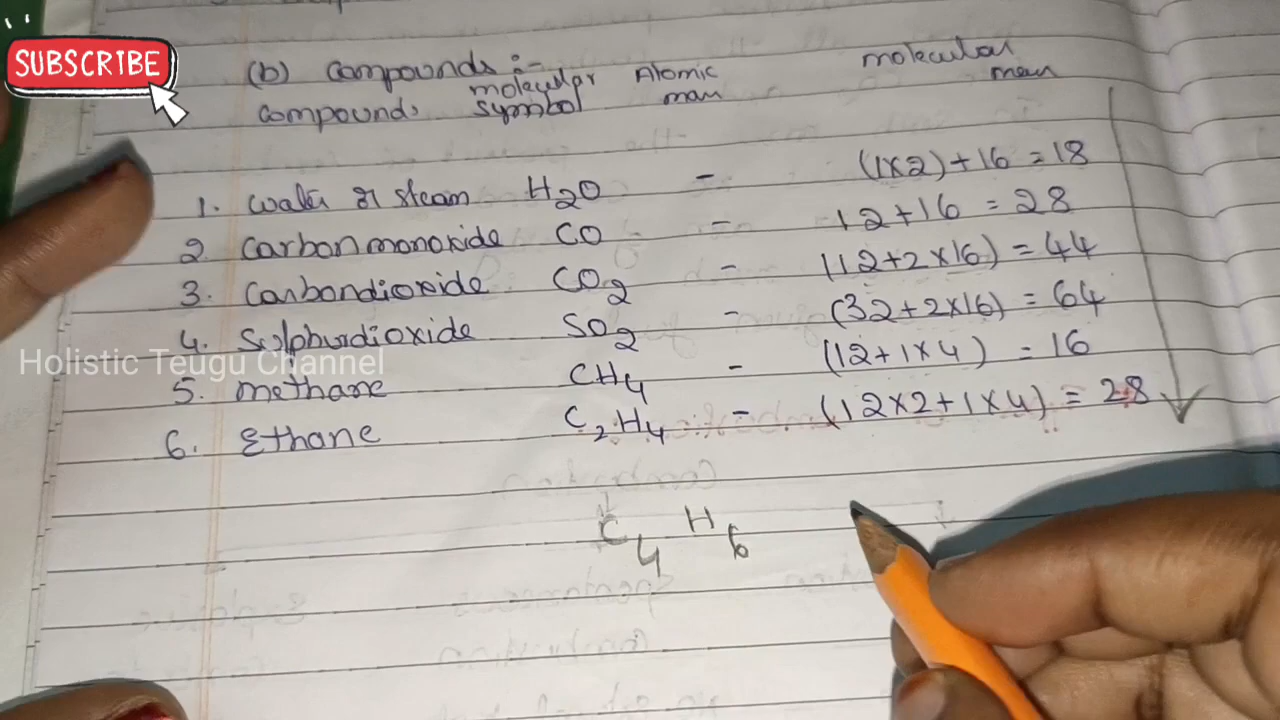 SUBSCRIBE
(b) Compounds :-
compounds molecular symbol Atomic mass molecular mass
1. Water or steam H2O - (1x2)+16 = 18
2 Carbonmonoxide CO - 12+16 = 28
3. Carbondioxide CO2 - (12+2x16) = 44
4. Sulphurdioxide SO2 - (32+2x16) = 64
Holistic Teugu Channel
5. methane CH4 - (12+1x4) = 16
6. Ethane C2H4 - (12x2+1x4) = 28
C4 H6